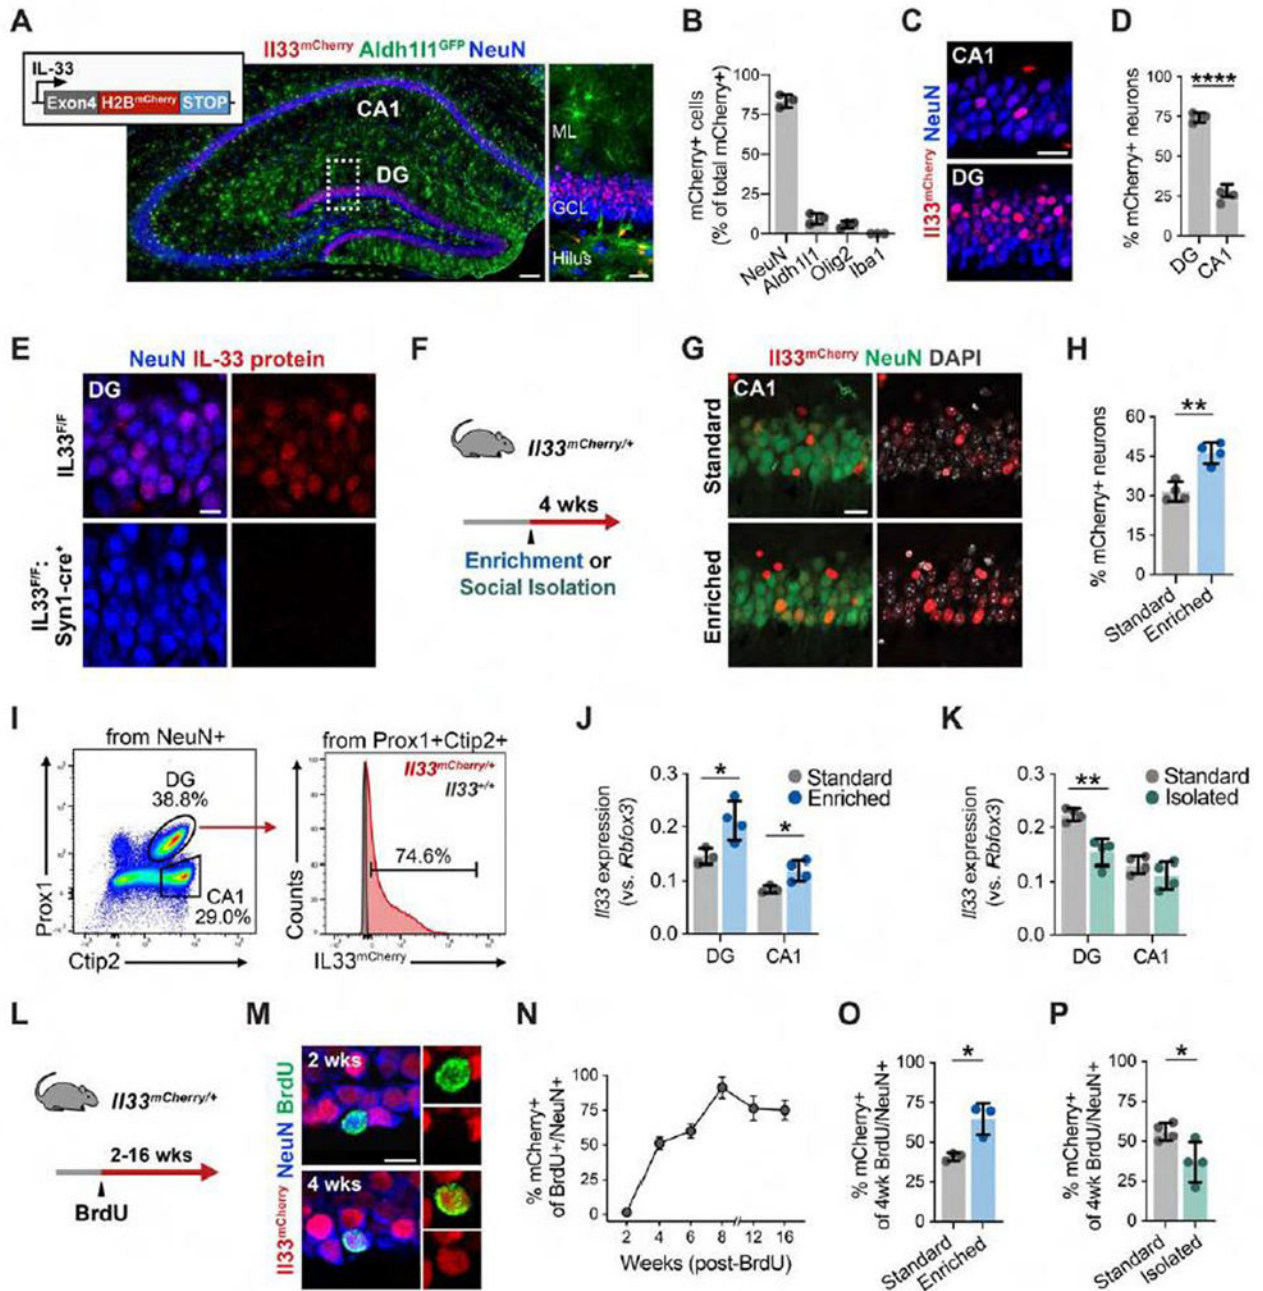 A
Il33mCherry Aldh1l1GFP NeuN
IL-33
Exon4 H2BmCherry STOP
CA1
DG
ML
GCL
Hilus
B
mCherry+ cells
(% of total mCherry+)
100
75
50
25
0
NeuN
Aldh1l1
Olig2
Iba1
C
Il33mCherry NeuN
CA1
DG
D
% mCherry+ neurons
100
75
50
25
0
****
DG
CA1
E
NeuN IL-33 protein
IL33F/F
DG
IL33F/F:
Syn1-cre+
F
Il33mCherry/+
4 wks
Enrichment or
Social Isolation
G
Il33mCherry NeuN DAPI
Standard
CA1
Enriched
H
% mCherry+ neurons
60
45
30
15
0
**
Standard
Enriched
I
from NeuN+
Prox1
DG
38.8%
CA1
29.0%
Ctip2
from Prox1+Ctip2+
Il33mCherry/+
Il33+/+
74.6%
Counts
IL33mCherry
J
Il33 expression
(vs. Rbfox3)
0.3
0.2
0.1
0.0
*
*
Standard
Enriched
DG
CA1
K
Il33 expression
(vs. Rbfox3)
0.3
0.2
0.1
0.0
**
Standard
Isolated
DG
CA1
L
Il33mCherry/+
2-16 wks
BrdU
M
Il33mCherry NeuN BrdU
2 wks
4 wks
N
% mCherry+
of BrdU+/NeuN+
100
75
50
25
0
2 4 6 8 12 16
Weeks (post-BrdU)
O
% mCherry+
of 4wk BrdU/NeuN+
100
75
50
25
0
*
Standard
Enriched
P
% mCherry+
of 4wk BrdU/NeuN+
100
75
50
25
0
*
Standard
Isolated